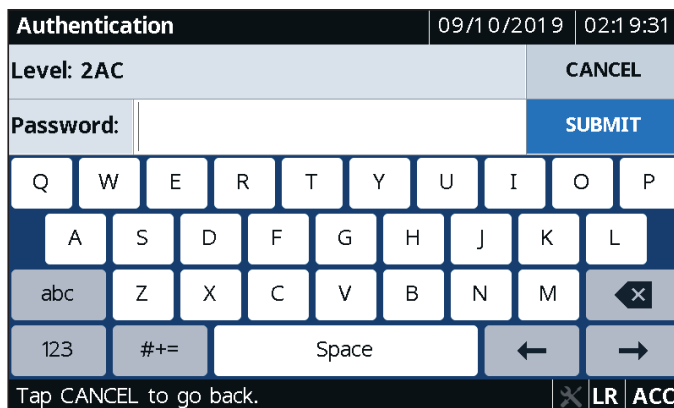 Authentication 09/10/2019 02:19:31
Level: 2AC CANCEL
Password: SUBMIT
Q W E R T Y U I O P
A S D F G H J K L
abc Z X C V B N M
123 #+= Space ← →
Tap CANCEL to go back. LR ACC